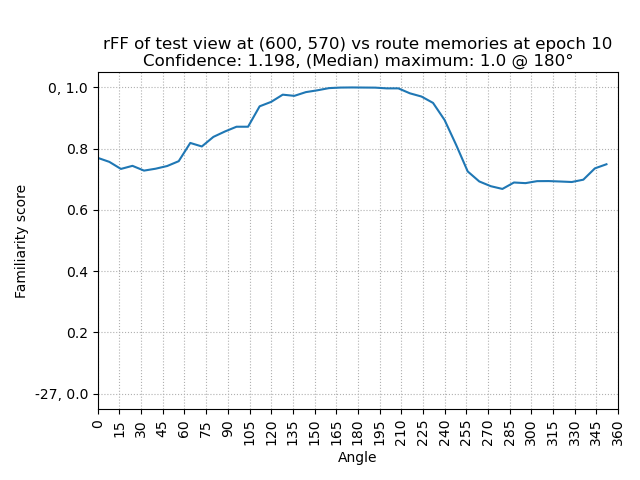 rFF of test view at (600, 570) vs route memories at epoch 10
Confidence: 1.198, (Median) maximum: 1.0 @ 180°
0, 1.0
0.8
0.6
0.4
0.2
-27, 0.0
Familiarity score
0 15 30 45 60 75 90 105 120 135 150 165 180 195 210 225 240 255 270 285 300 315 330 345 360
Angle